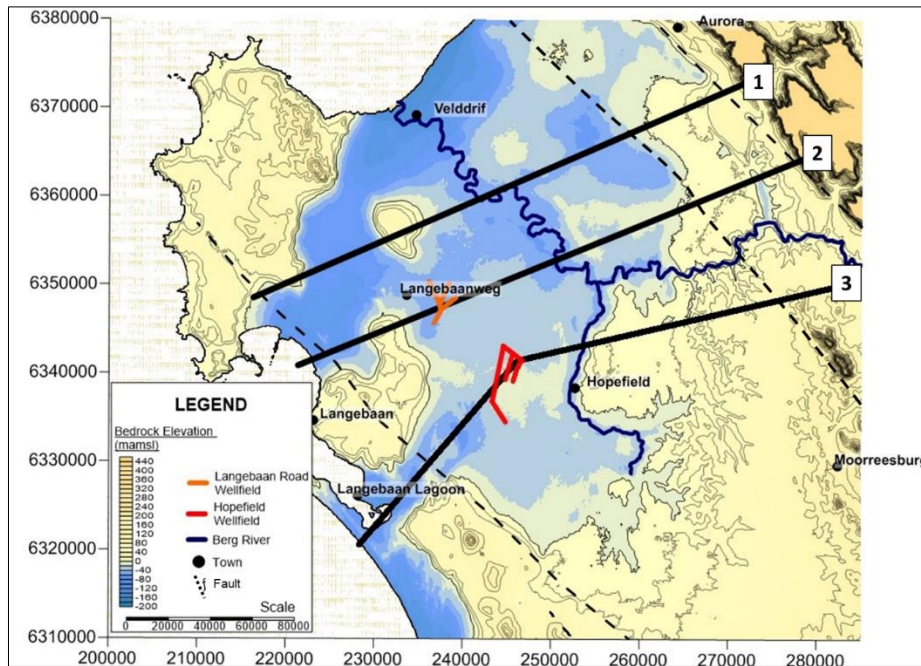 6380000
6370000
6360000
6350000
6340000
6330000
6320000
6310000
200000 210000 220000 230000 240000 250000 260000 270000 280000
Aurora
1
Velddrif
2
Langebaanweg
3
Hopefield
Langebaan
Moorreesburg
Langebaan Lagoon
LEGEND
Bedrock Elevation
(mamsl)
440
400
360
320
280
240
200
160
120
80
40
0
-40
-80
-120
-160
-200
Langebaan Road
Wellfield
Hopefield
Wellfield
Berg River
Town
Fault
Scale
0 20000 40000 60000 80000